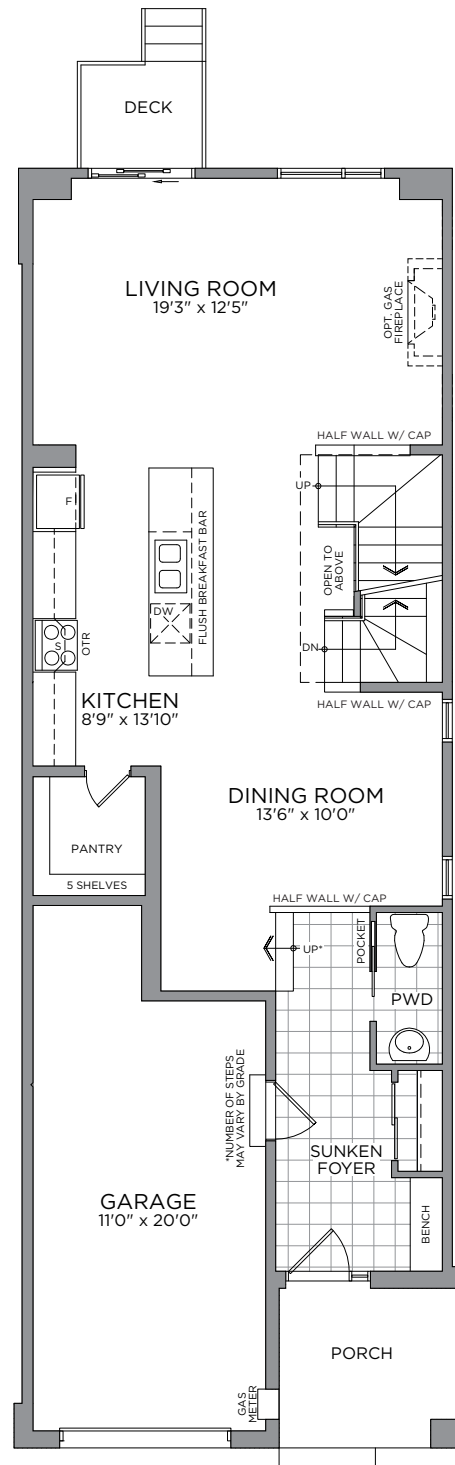 DECK
LIVING ROOM
19'3" x 12'5"
OPT. GAS
FIREPLACE
HALF WALL W/ CAP
UP
F
FLUSH BREAKFAST BAR
OPEN TO
ABOVE
DW
S
OTR
DN
KITCHEN
8'9" x 13'10"
HALF WALL W/ CAP
DINING ROOM
13'6" x 10'0"
PANTRY
5 SHELVES
HALF WALL W/ CAP
UP*
POCKET
PWD
*NUMBER OF STEPS
MAY VARY BY GRADE
SUNKEN
FOYER
GARAGE
11'0" x 20'0"
BENCH
PORCH
GAS
METER